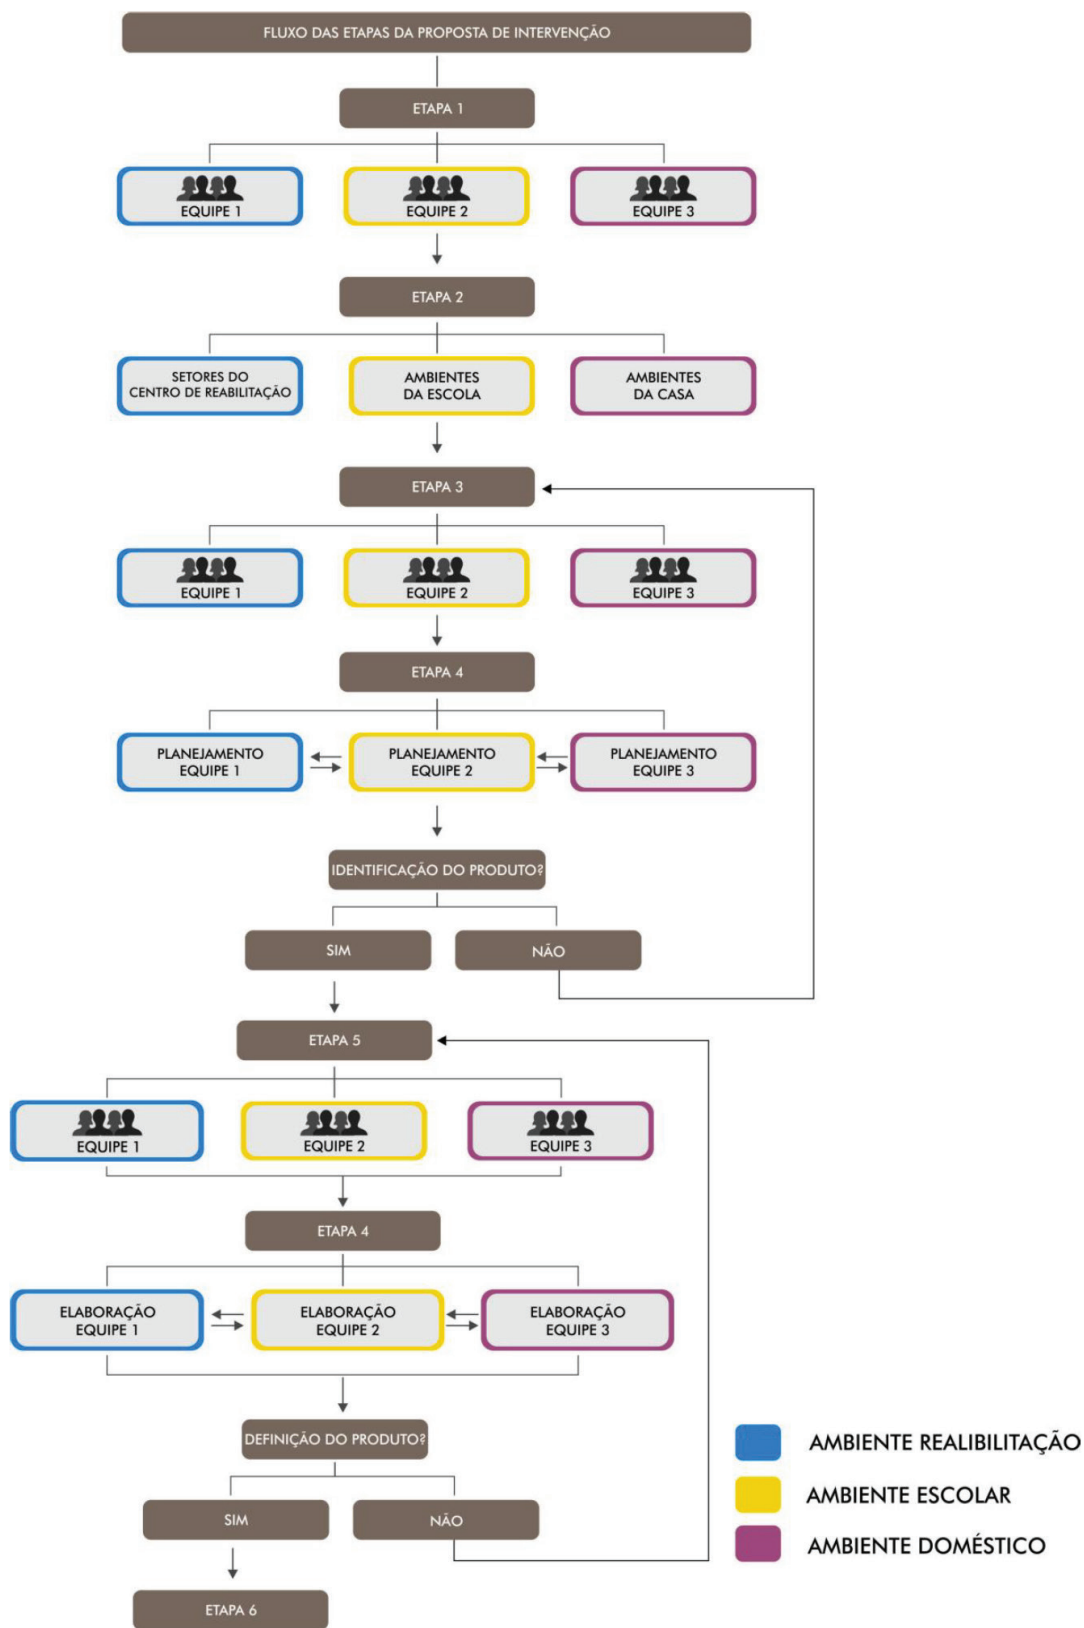 FLUXO DAS ETAPAS DA PROPOSTA DE INTERVENÇÃO
ETAPA 1
EQUIPE 1
EQUIPE 2
EQUIPE 3
ETAPA 2
SETORES DO
CENTRO DE REABILITAÇÃO
AMBIENTES
DA ESCOLA
AMBIENTES
DA CASA
ETAPA 3
EQUIPE 1
EQUIPE 2
EQUIPE 3
ETAPA 4
PLANEJAMENTO
EQUIPE 1
PLANEJAMENTO
EQUIPE 2
PLANEJAMENTO
EQUIPE 3
IDENTIFICAÇÃO DO PRODUTO?
SIM
NÃO
ETAPA 5
EQUIPE 1
EQUIPE 2
EQUIPE 3
ETAPA 4
ELABORAÇÃO
EQUIPE 1
ELABORAÇÃO
EQUIPE 2
ELABORAÇÃO
EQUIPE 3
DEFINIÇÃO DO PRODUTO?
SIM
NÃO
ETAPA 6
AMBIENTE REALIBILITAÇÃO
AMBIENTE ESCOLAR
AMBIENTE DOMÉSTICO